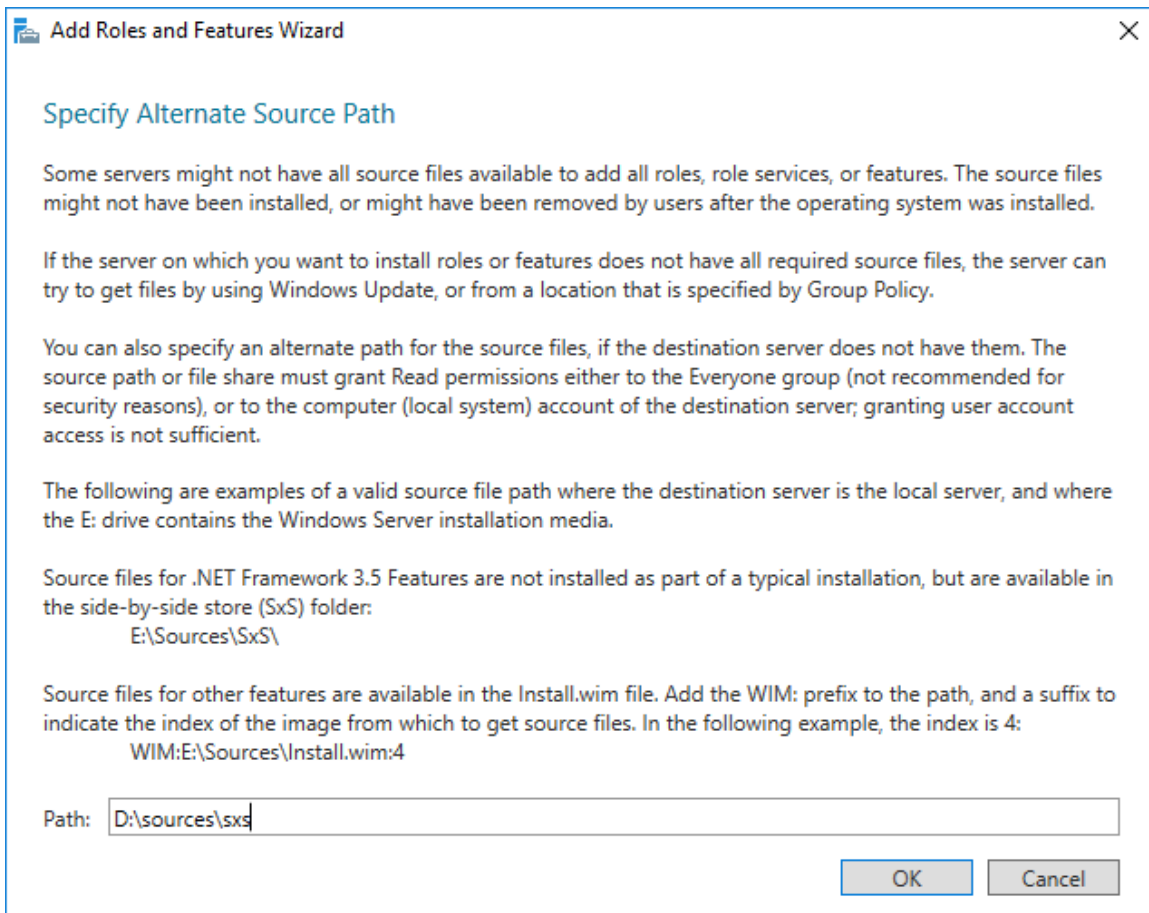 Add Roles and Features Wizard
Specify Alternate Source Path
Some servers might not have all source files available to add all roles, role services, or features. The source files
might not have been installed, or might have been removed by users after the operating system was installed.
If the server on which you want to install roles or features does not have all required source files, the server can
try to get files by using Windows Update, or from a location that is specified by Group Policy.
You can also specify an alternate path for the source files, if the destination server does not have them. The
source path or file share must grant Read permissions either to the Everyone group (not recommended for
security reasons), or to the computer (local system) account of the destination server; granting user account
access is not sufficient.
The following are examples of a valid source file path where the destination server is the local server, and where
the E: drive contains the Windows Server installation media.
Source files for .NET Framework 3.5 Features are not installed as part of a typical installation, but are available in
the side-by-side store (SxS) folder:
E:\Sources\SxS\
Source files for other features are available in the Install.wim file. Add the WIM: prefix to the path, and a suffix to
indicate the index of the image from which to get source files. In the following example, the index is 4:
WIM:E:\Sources\Install.wim:4
Path: D:\sources\sxs
OK Cancel